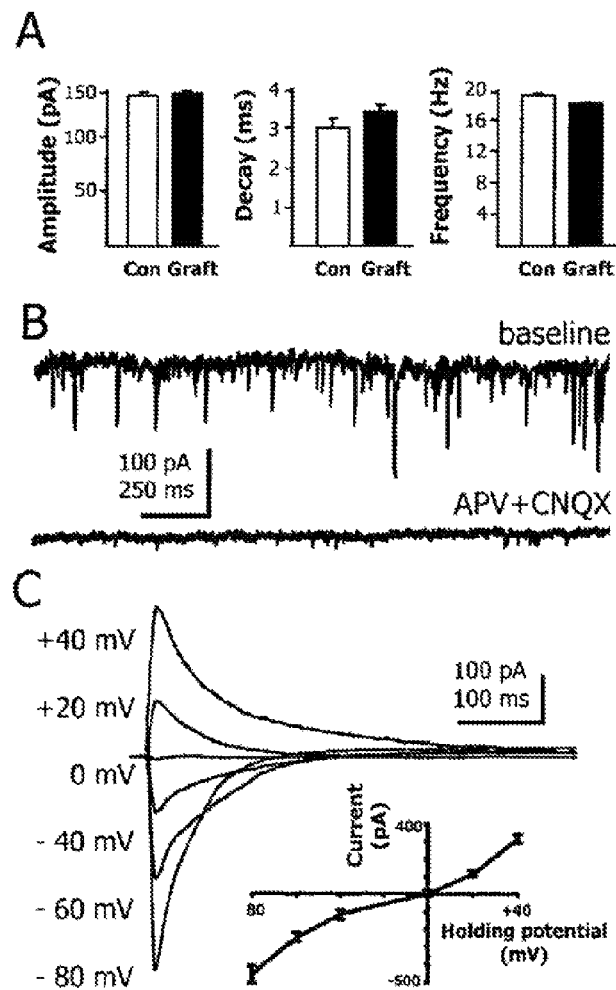 A
Amplitude (pA)
150
100
50
Con Graft
Decay (ms)
4
3
2
1
Con Graft
Frequency (Hz)
20
16
12
8
4
Con Graft
B
baseline
100 pA
250 ms
APV+CNQX
C
+40 mV
+20 mV
0 mV
- 40 mV
- 60 mV
- 80 mV
100 pA
100 ms
Current
(pA)
400
80
+40
Holding potential
(mV)
-500